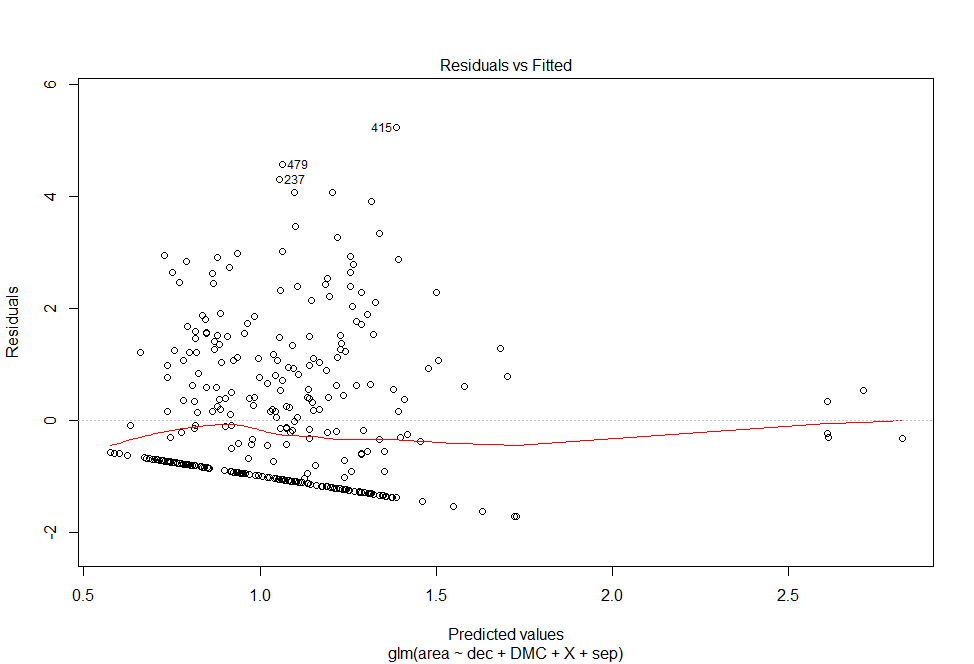 Residuals vs Fitted
6
4
2
0
-2
Residuals
415
479
237
0.5 1.0 1.5 2.0 2.5
Predicted values
glm(area ~ dec + DMC + X + sep)